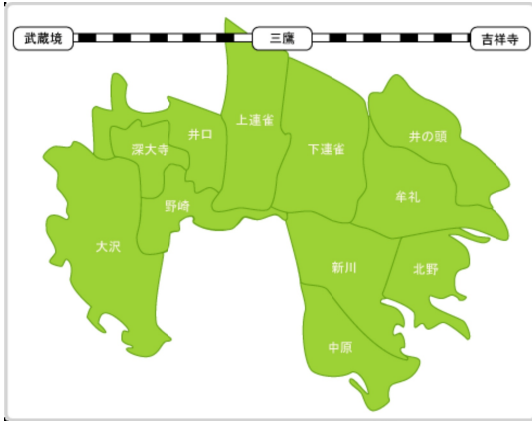 武蔵境
三鷹
吉祥寺
上連雀
井口
深大寺
下連雀
井の頭
牟礼
野崎
大沢
新川
北野
中原